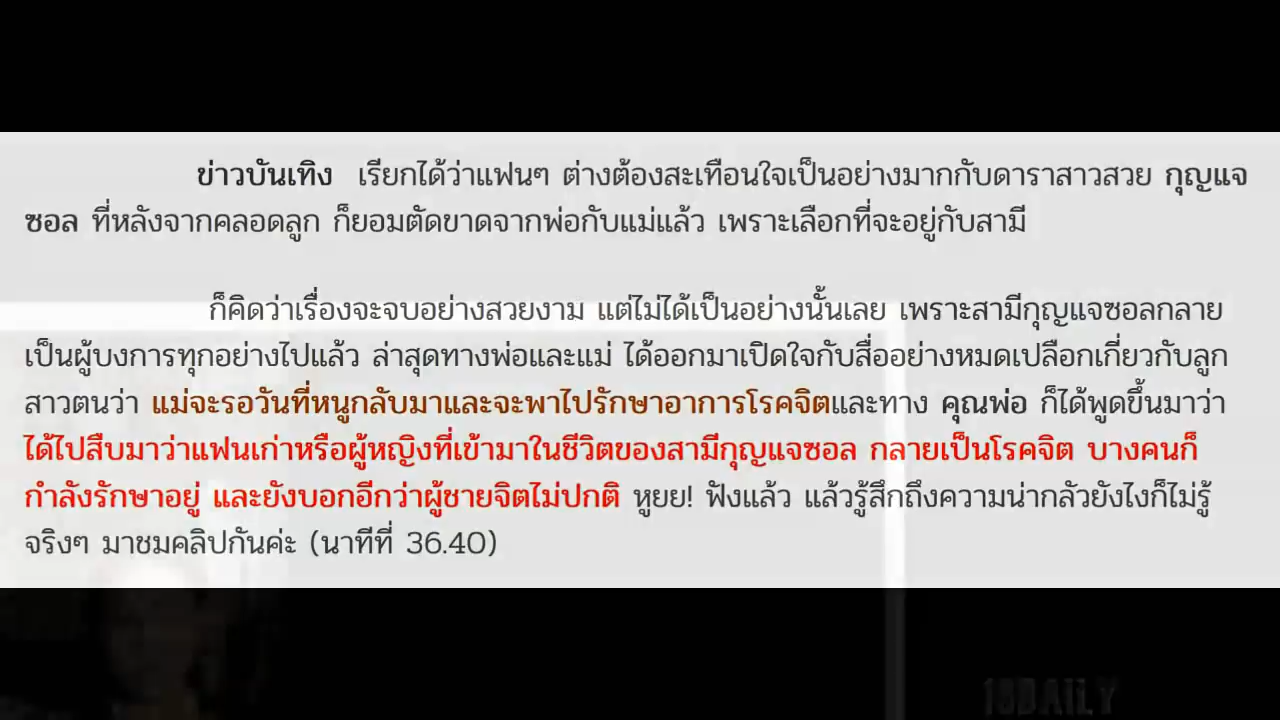 ข่าวบันเทิง เรียกได้ว่าแฟนๆ ต่างต้องสะเทือนใจเป็นอย่างมากกับดาราสาวสวย กุญแจ
ซอล ที่หลังจากคลอดลูก ก็ยอมตัดขาดจากพ่อกับแม่แล้ว เพราะเลือกที่จะอยู่กับสามี
ก็คิดว่าเรื่องจะจบอย่างสวยงาม แต่ไม่ได้เป็นอย่างนั้นเลย เพราะสามีกุญแจซอลกลาย
เป็นผู้บงการทุกอย่างไปแล้ว ล่าสุดทางพ่อและแม่ ได้ออกมาเปิดใจกับสื่ออย่างหมดเปลือกเกี่ยวกับลูก
สาวตนว่า แม่จะรอวันที่หนูกลับมาและจะพาไปรักษาอาการโรคจิตและทาง คุณพ่อ ก็ได้พูดขึ้นมาว่า
ได้ไปสืบมาว่าแฟนเก่าหรือผู้หญิงที่เข้ามาในชีวิตของสามีกุญแจซอล กลายเป็นโรคจิต บางคนก็
กำลังรักษาอยู่ และยังบอกอีกว่าผู้ชายจิตไม่ปกติ หูยย! ฟังแล้ว แล้วรู้สึกถึงความน่ากลัวยังไงก็ไม่รู้
จริงๆ มาชมคลิปกันค่ะ (นาทีที่ 36.40)